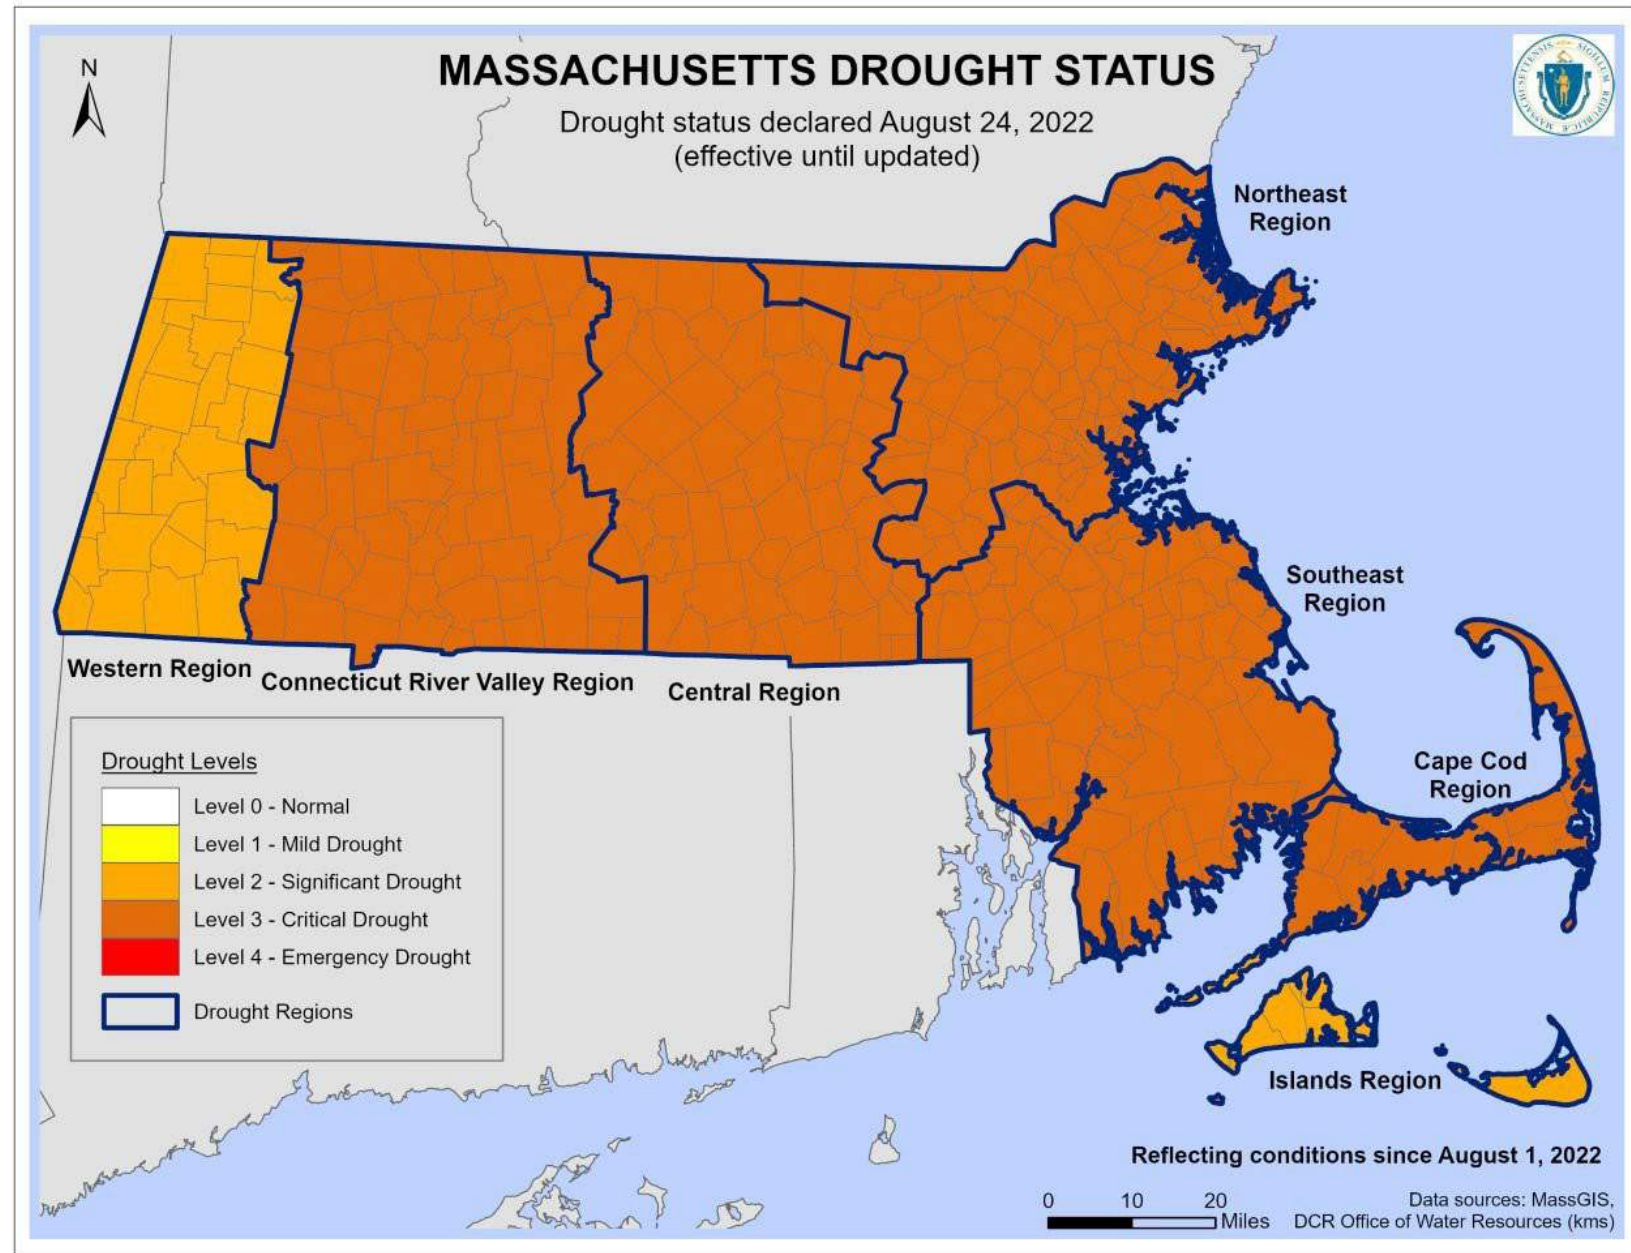 MASSACHUSETTS DROUGHT STATUS
Drought status declared August 24, 2022
(effective until updated)
N
Northeast
Region
Southeast
Region
Cape Cod
Region
Western Region
Connecticut River Valley Region
Central Region
Islands Region
Drought Levels
Level 0 - Normal
Level 1 - Mild Drought
Level 2 - Significant Drought
Level 3 - Critical Drought
Level 4 - Emergency Drought
Drought Regions
Reflecting conditions since August 1, 2022
0 10 20
Miles
Data sources: MassGIS,
DCR Office of Water Resources (kms)